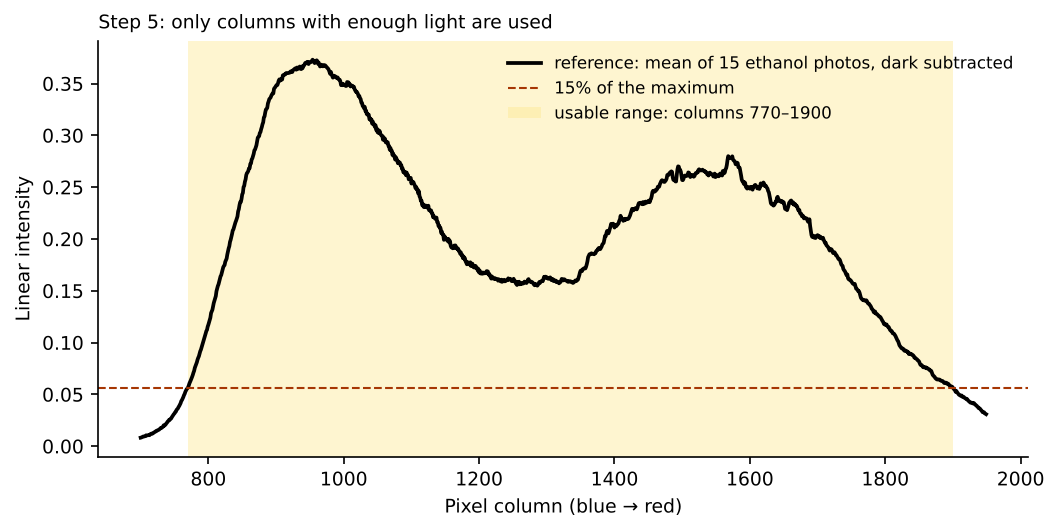 Step 5: only columns with enough light are used
reference: mean of 15 ethanol photos, dark subtracted
15% of the maximum
usable range: columns 770–1900
Linear intensity
0.35
0.30
0.25
0.20
0.15
0.10
0.05
0.00
800 1000 1200 1400 1600 1800 2000
Pixel column (blue → red)